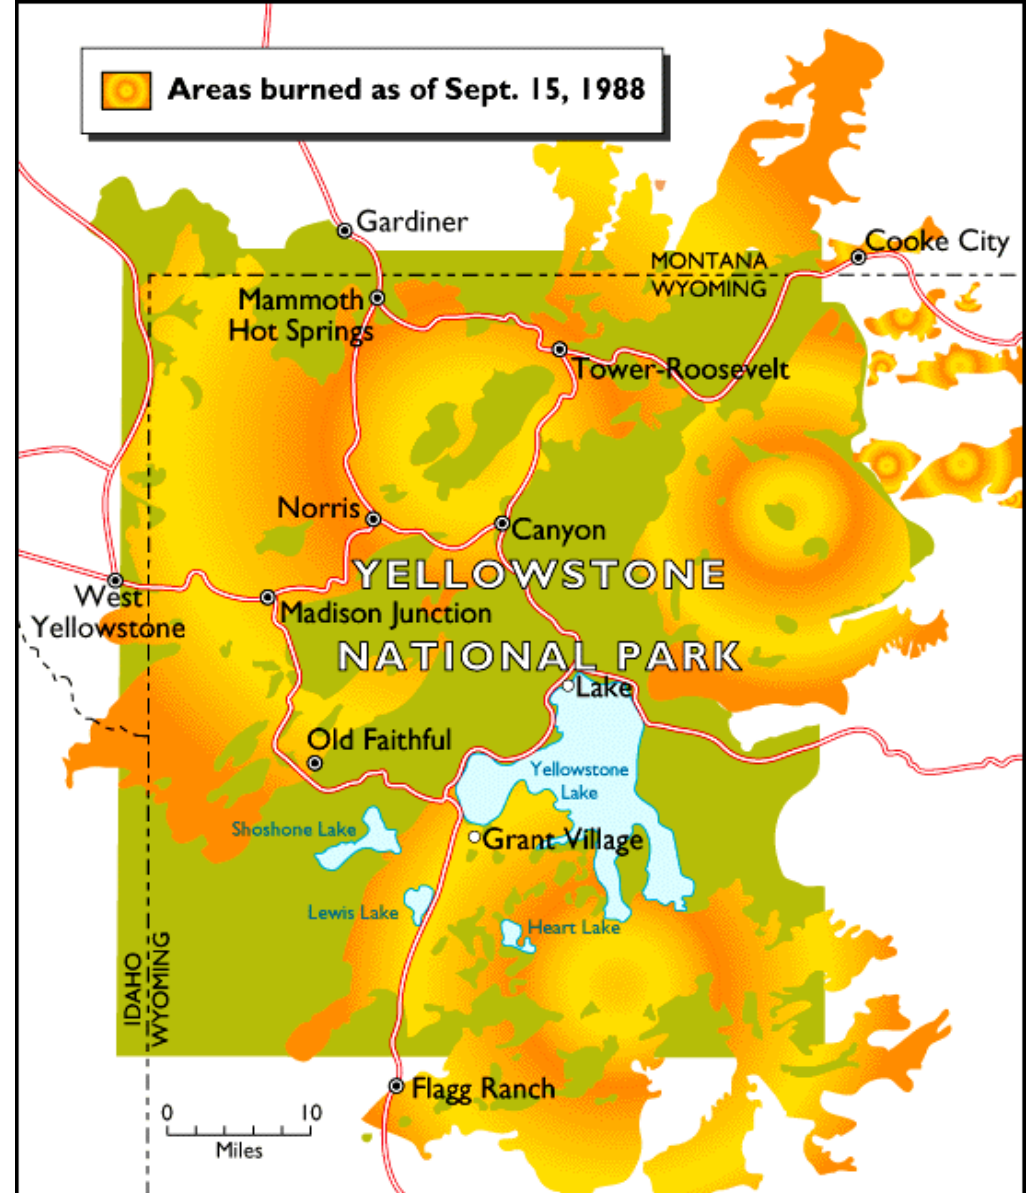 Areas burned as of Sept. 15, 1988
Gardiner
Cooke City
MONTANA
WYOMING
Mammoth
Hot Springs
Tower-Roosevelt
Norris
Canyon
YELLOWSTONE
West
Yellowstone
Madison Junction
NATIONAL PARK
Lake
Old Faithful
Yellowstone
Lake
Shoshone Lake
Grant Village
Lewis Lake
Heart Lake
IDAHO
WYOMING
Flagg Ranch
0 10
Miles